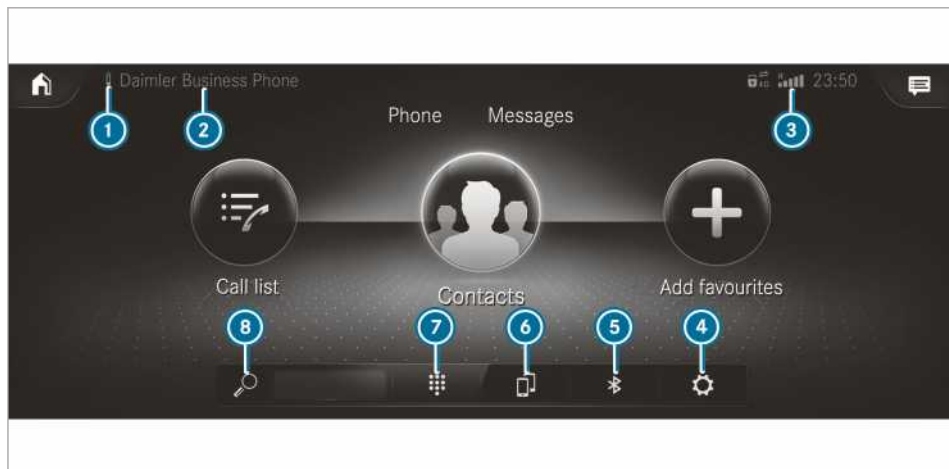 Daimler Business Phone
4G
H
23:50
Phone Messages
1
2
3
Call list
Contacts
Add favourites
8
7
6
5
4